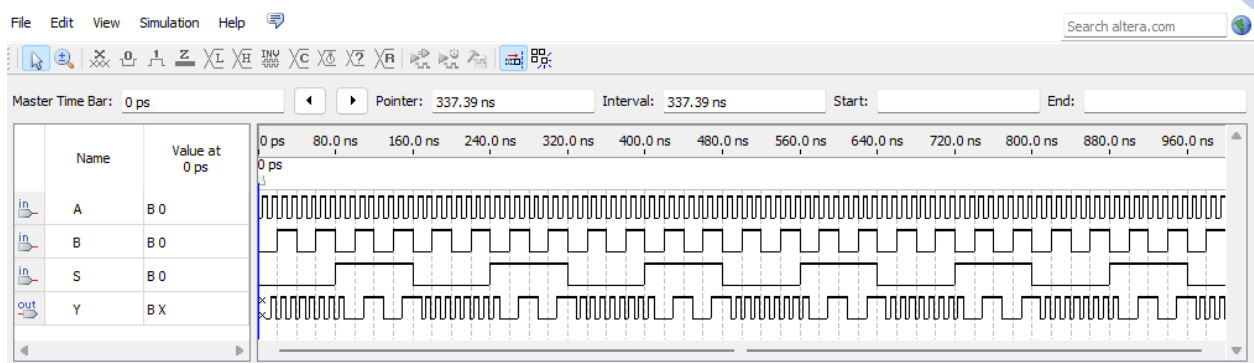 File Edit View Simulation Help
Search altera.com
Master Time Bar: 0 ps Pointer: 337.39 ns Interval: 337.39 ns Start: End:
Name Value at 0 ps
0 ps 80.0 ns 160.0 ns 240.0 ns 320.0 ns 400.0 ns 480.0 ns 560.0 ns 640.0 ns 720.0 ns 800.0 ns 880.0 ns 960.0 ns
0 ps
in A B 0
in B B 0
in S B 0
out Y B X